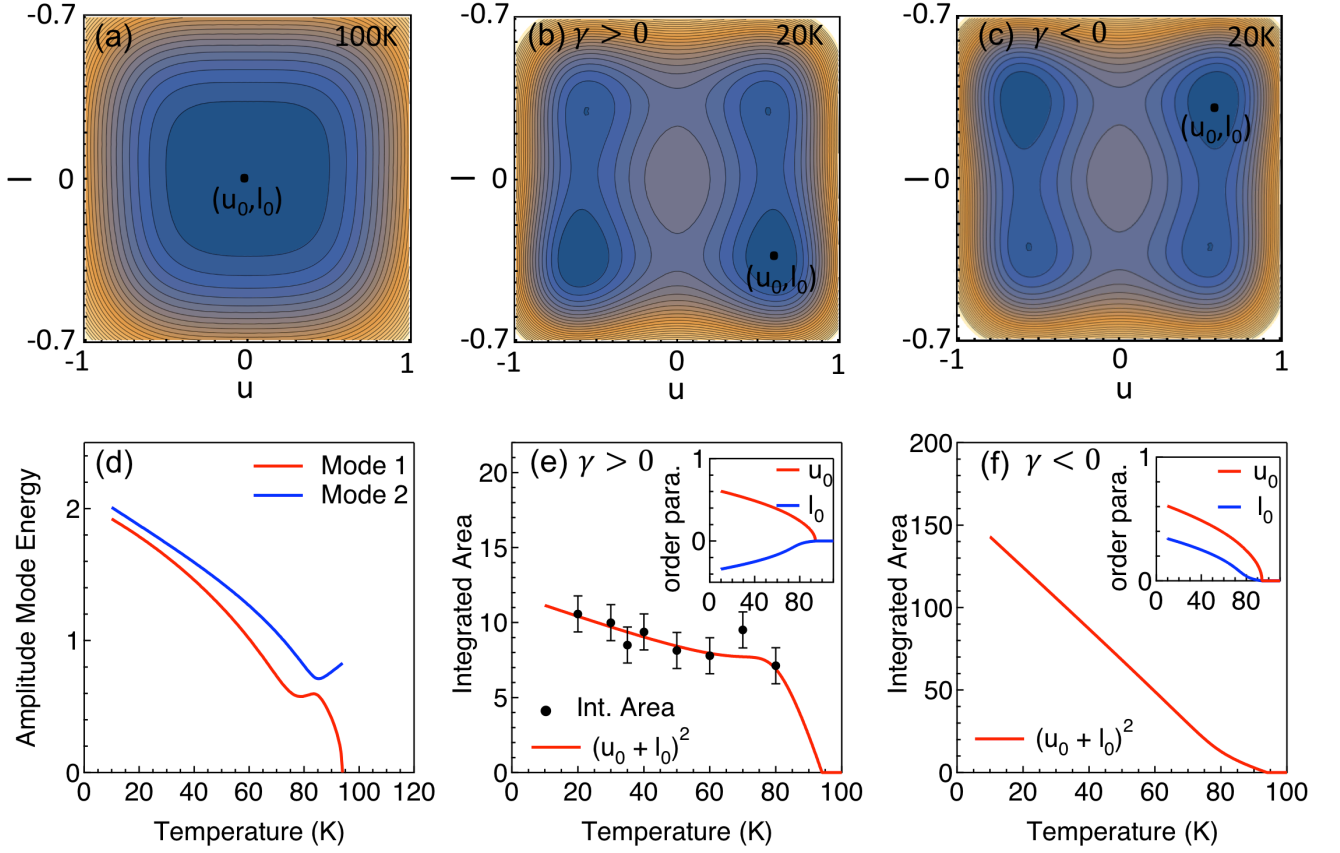 (a) 100K
-0.7
0
-0.7
l
(u₀,l₀)
-1 0 1
u
(b) γ > 0 20K
-0.7
0
-0.7
l
(u₀,l₀)
-1 0 1
u
(c) γ < 0 20K
-0.7
0
-0.7
l
(u₀,l₀)
-1 0 1
u
(d)
Mode 1
Mode 2
Amplitude Mode Energy
2
1
0
0 20 40 60 80 100 120
Temperature (K)
(e) γ > 0
Integrated Area
20
15
10
5
0
order para.
1
0
u₀
l₀
0 40 80
Int. Area
(u₀ + l₀)²
0 20 40 60 80 100
Temperature (K)
(f) γ < 0
Integrated Area
200
150
100
50
0
order para.
1
0
u₀
l₀
0 40 80
(u₀ + l₀)²
0 20 40 60 80 100
Temperature (K)